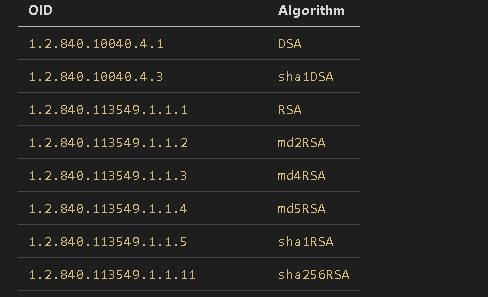 OID Algorithm
1.2.840.10040.4.1 DSA
1.2.840.10040.4.3 sha1DSA
1.2.840.113549.1.1.1 RSA
1.2.840.113549.1.1.2 md2RSA
1.2.840.113549.1.1.3 md4RSA
1.2.840.113549.1.1.4 md5RSA
1.2.840.113549.1.1.5 sha1RSA
1.2.840.113549.1.1.11 sha256RSA